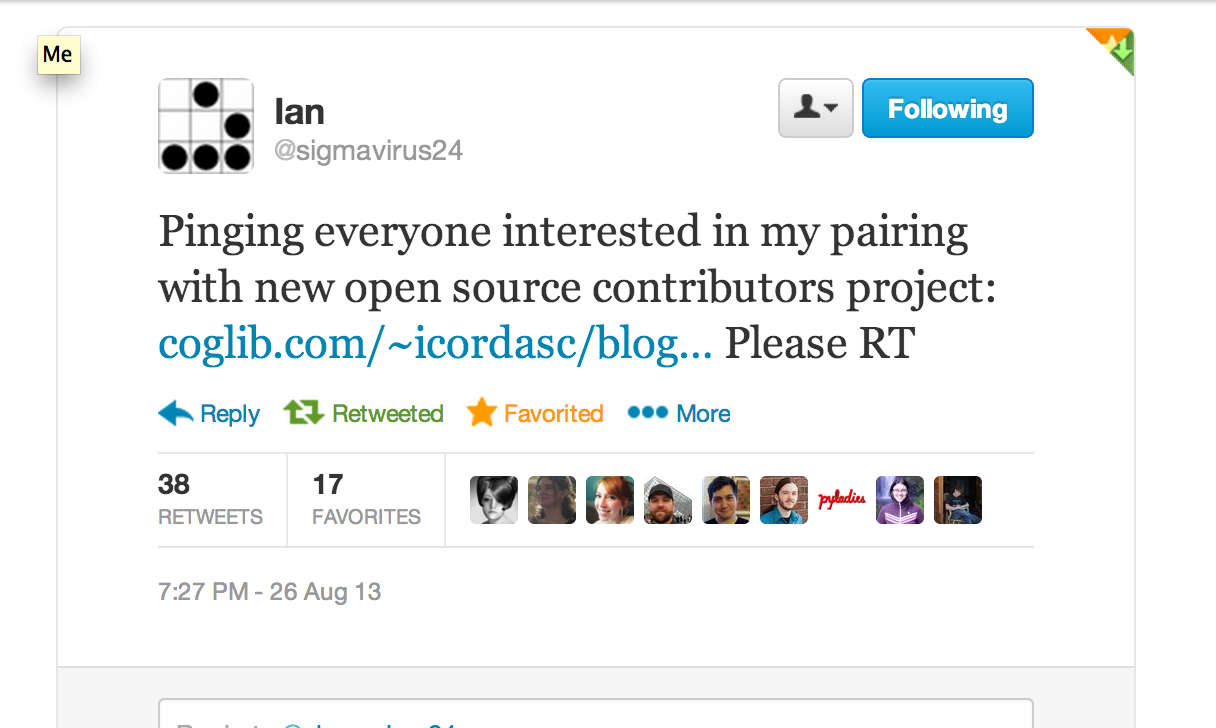 Me
Ian
@sigmavirus24
Following
Pinging everyone interested in my pairing
with new open source contributors project:
coglib.com/~icordasc/blog... Please RT
Reply Retweeted Favorited More
38 17
RETWEETS FAVORITES
pyladies
7:27 PM - 26 Aug 13